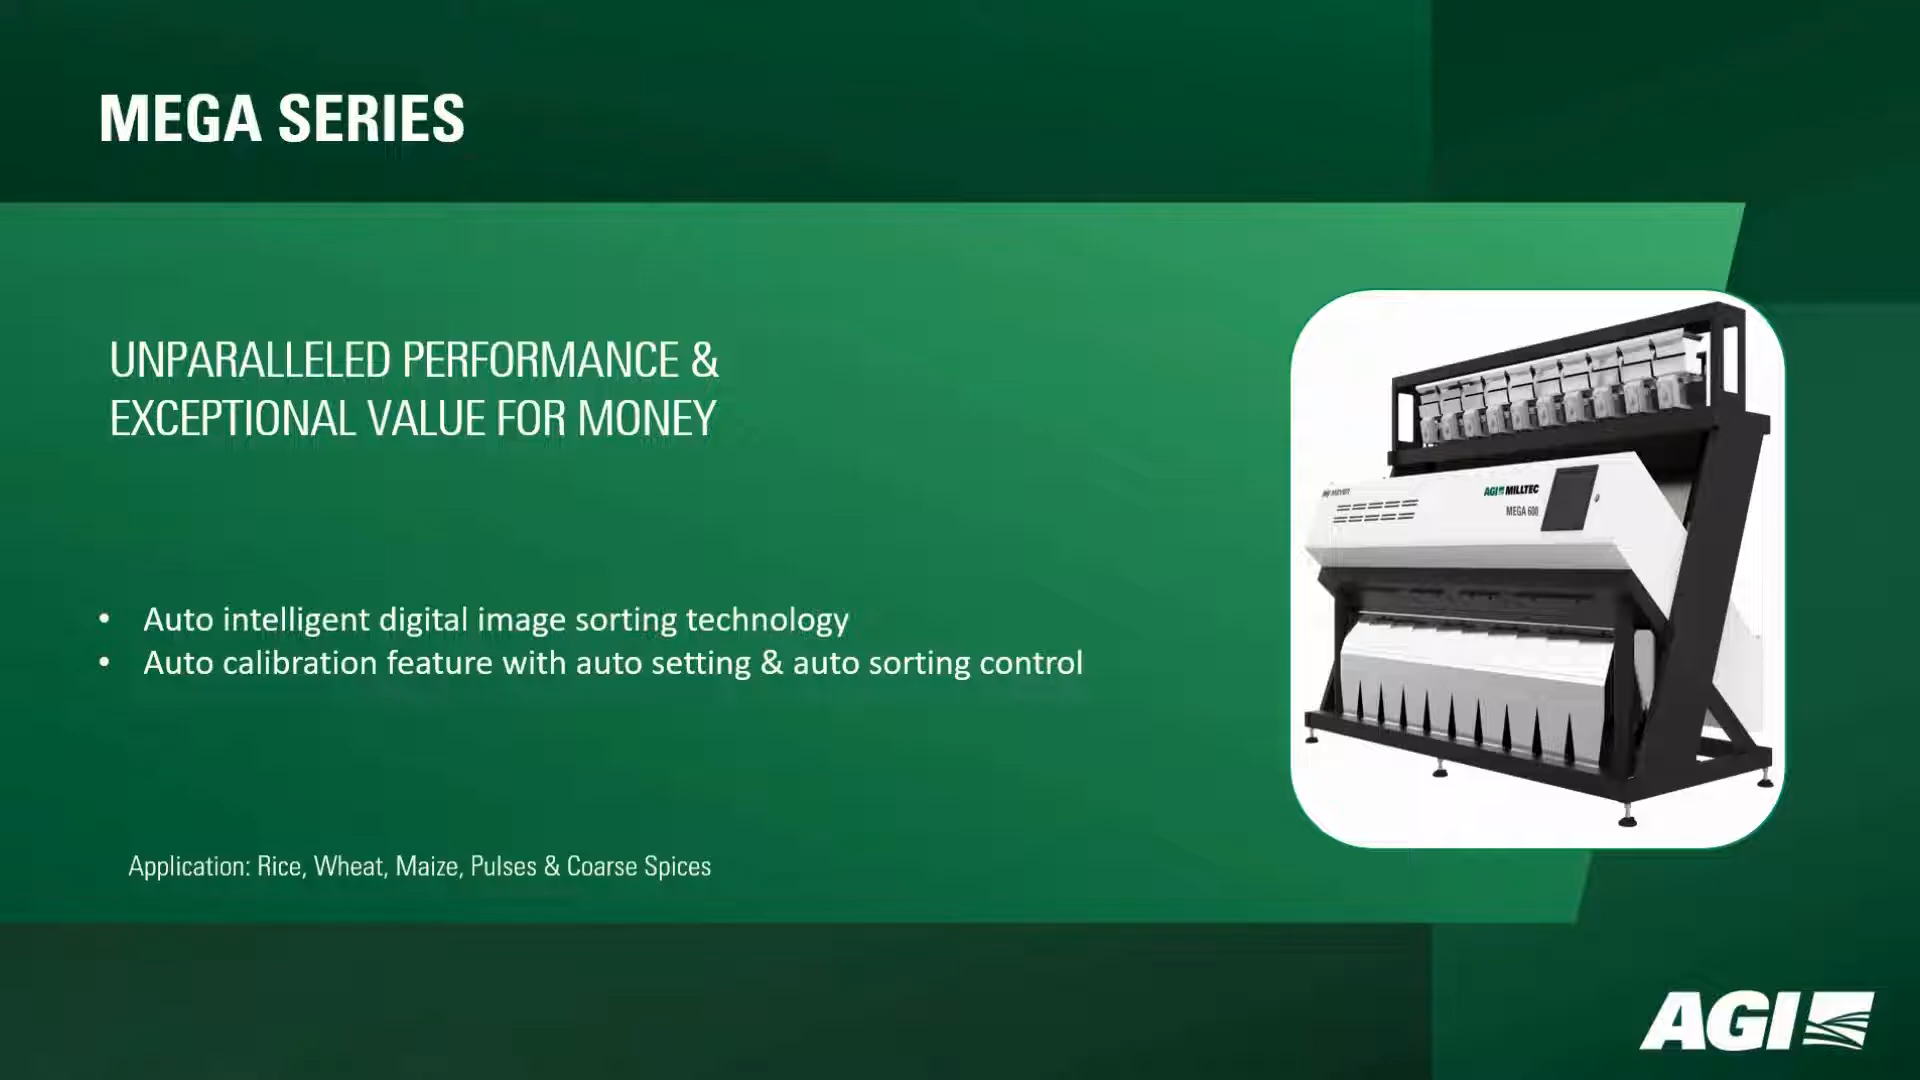 MEGA SERIES
UNPARALLELED PERFORMANCE &
EXCEPTIONAL VALUE FOR MONEY
• Auto intelligent digital image sorting technology
• Auto calibration feature with auto setting & auto sorting control
AGI MILLTEC
MEGA 600
Application: Rice, Wheat, Maize, Pulses & Coarse Spices
AGI